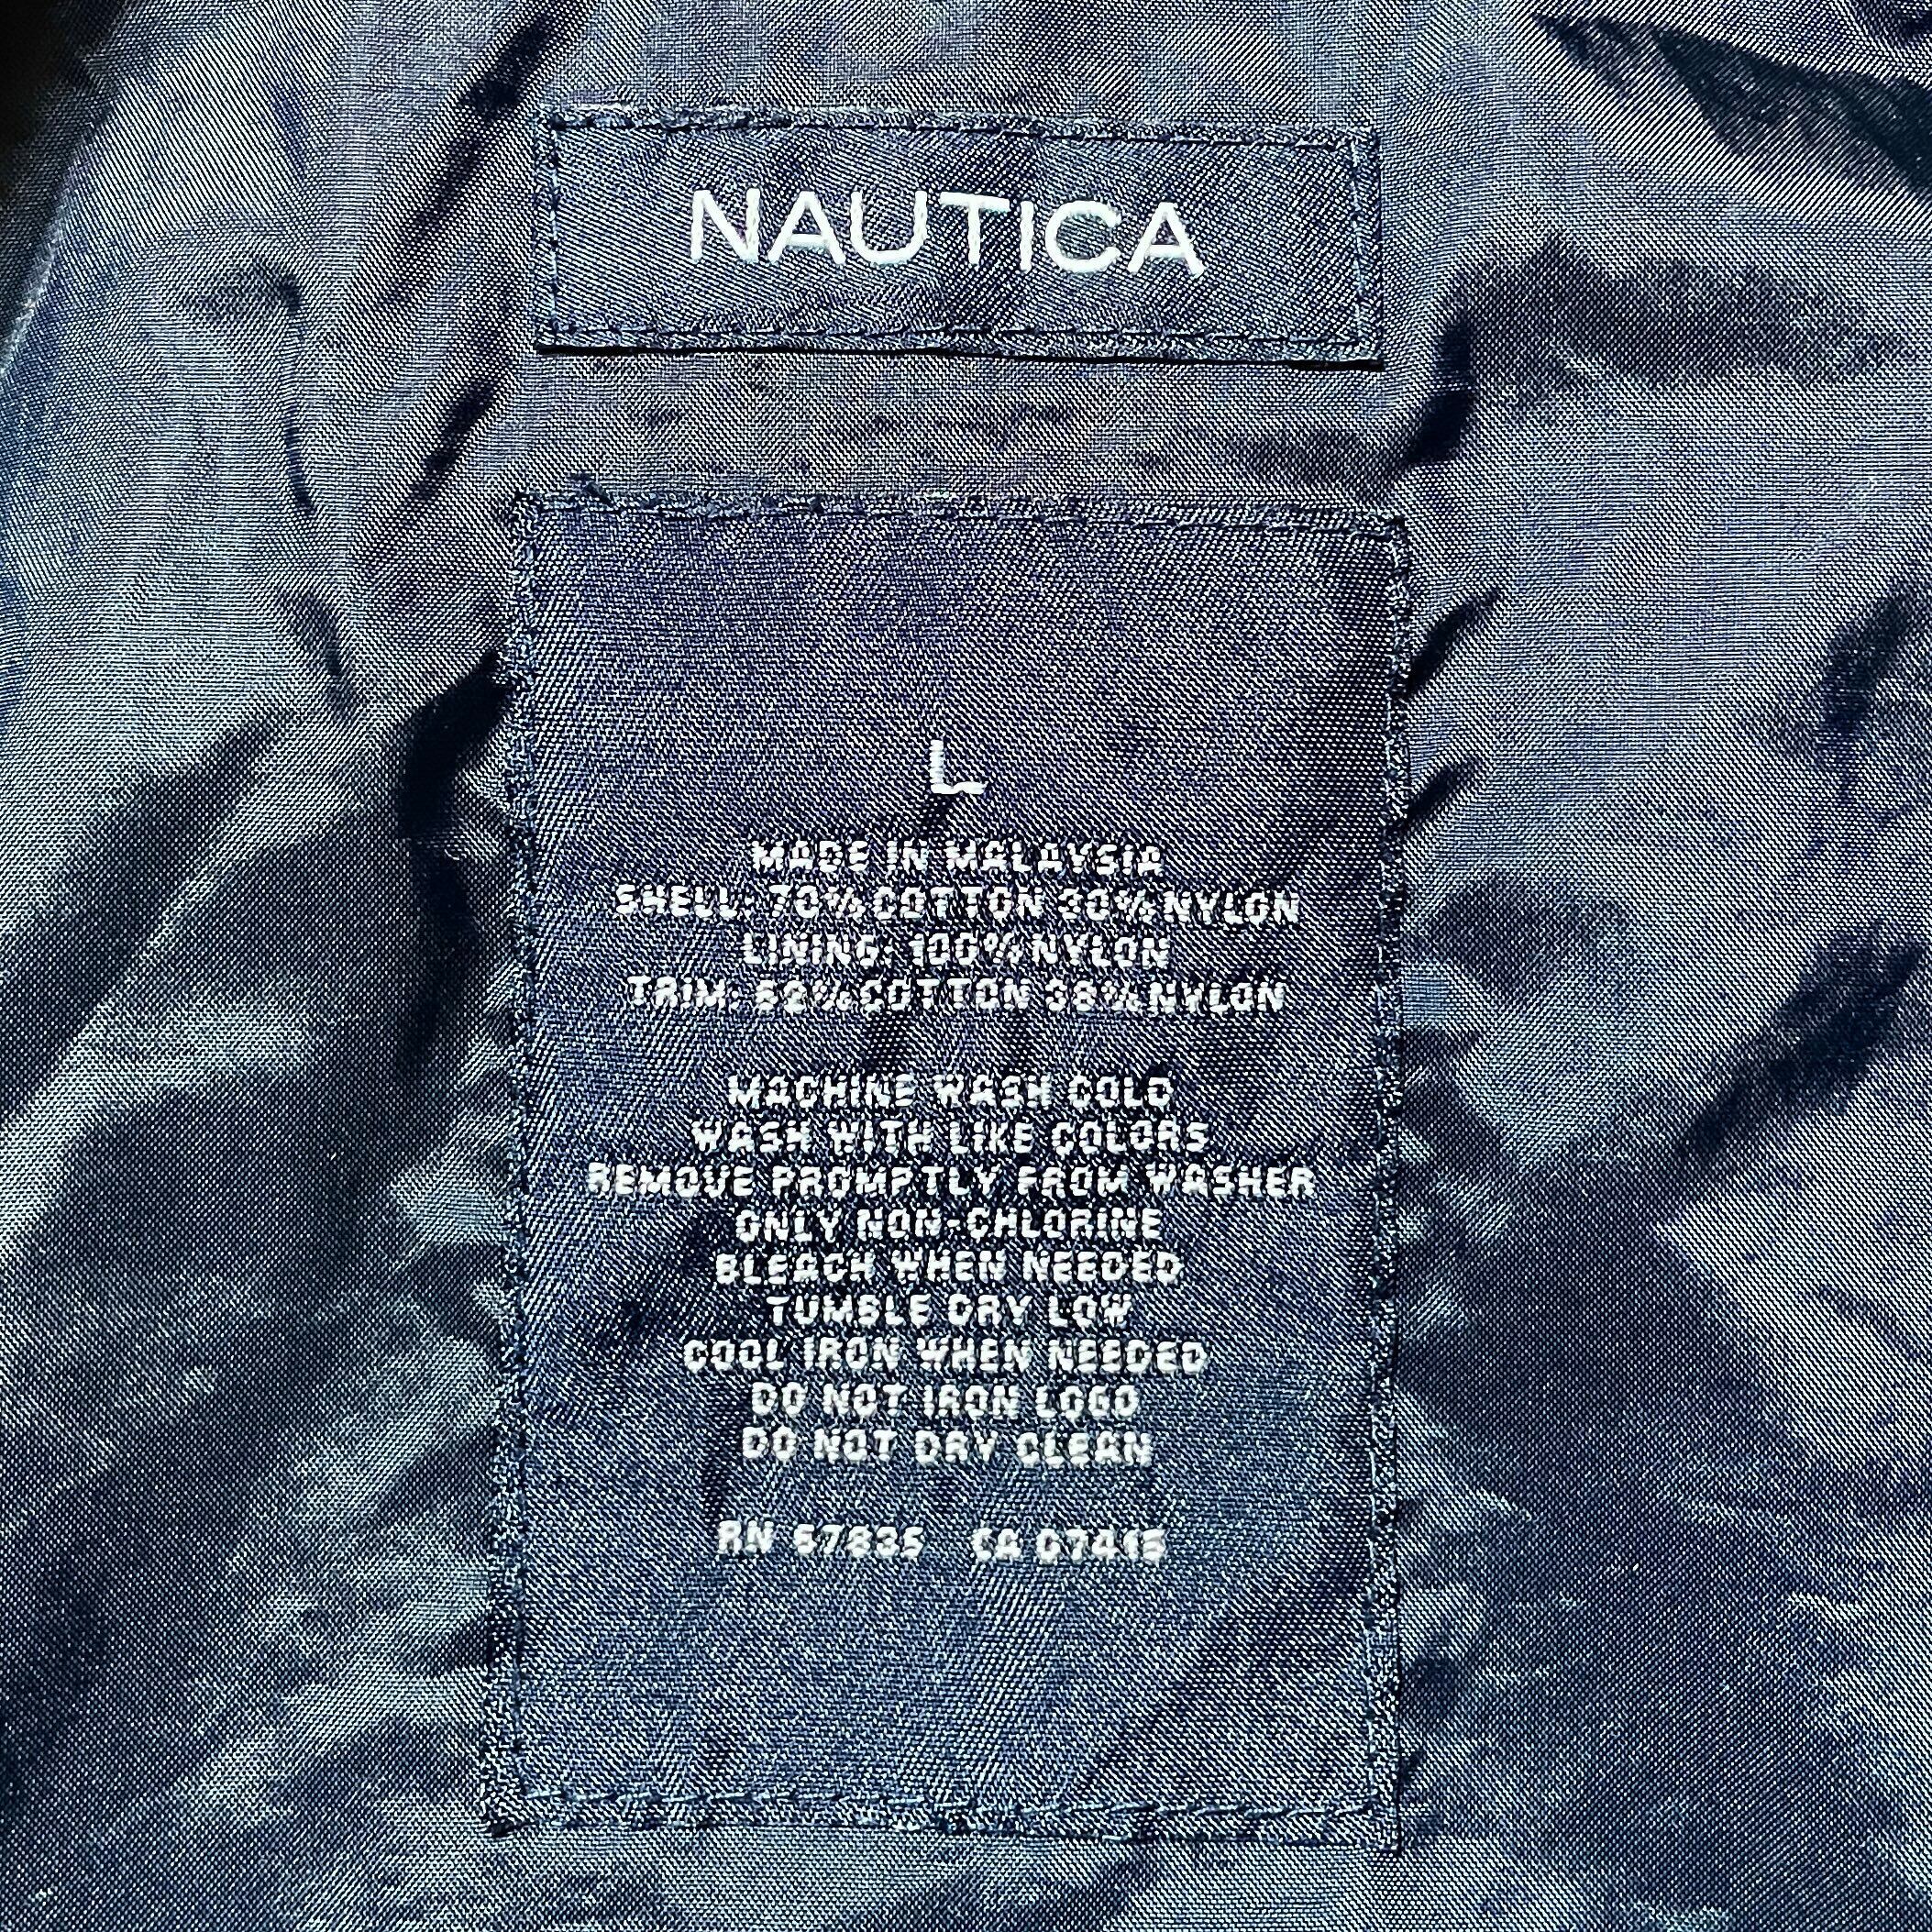 NAUTICA
L
MADE IN MALAYSIA
SHELL: 70% COTTON 30% NYLON
LINING: 100% NYLON
TRIM: 62% COTTON 38% NYLON
MACHINE WASH COLD
WASH WITH LIKE COLORS
REMOVE PROMPTLY FROM WASHER
ONLY NON-CHLORINE
BLEACH WHEN NEEDED
TUMBLE DRY LOW
COOL IRON WHEN NEEDED
DO NOT IRON LOGO
DO NOT DRY CLEAN
RN 67835 CA 07415